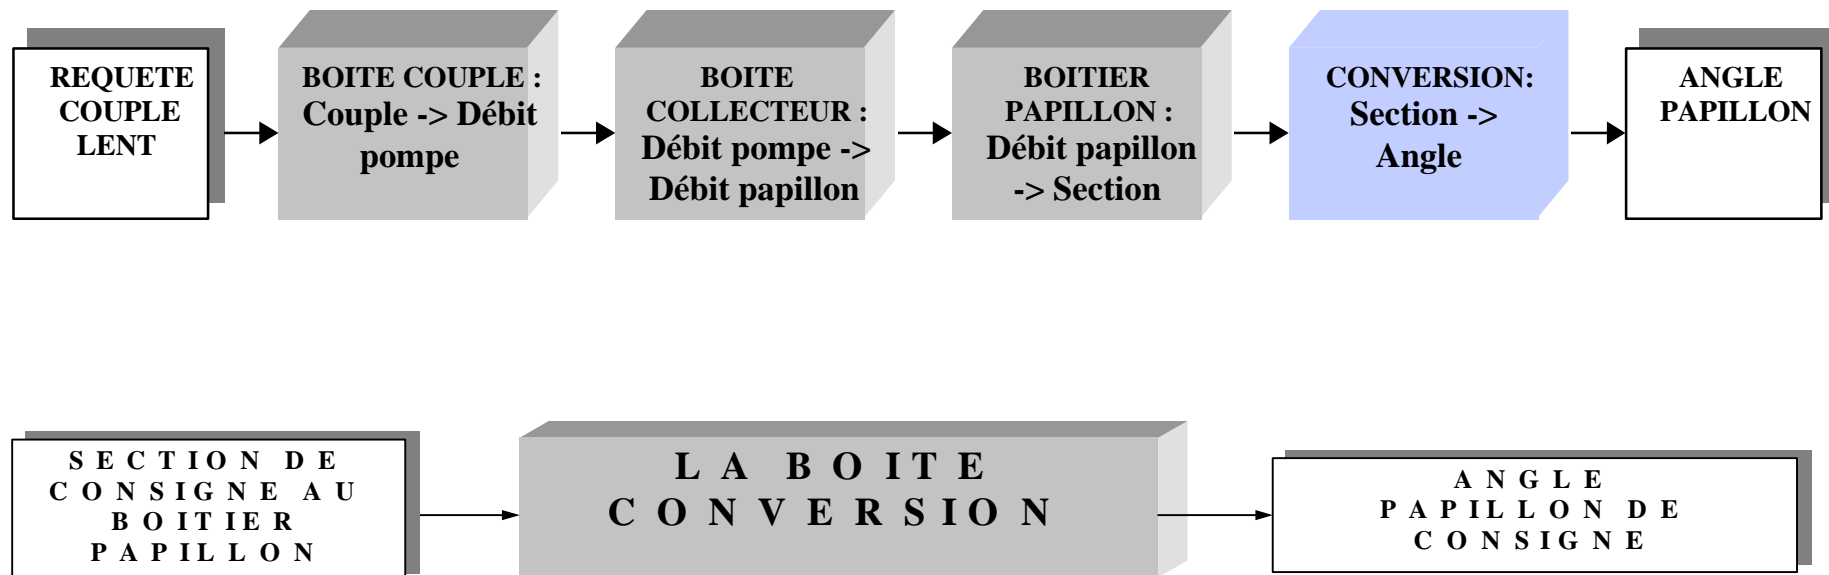 REQUETE
COUPLE
LENT
BOITE COUPLE :
Couple -> Débit
pompe
BOITE
COLLECTEUR :
Débit pompe ->
Débit papillon
BOITIER
PAPILLON :
Débit papillon
-> Section
CONVERSION:
Section ->
Angle
ANGLE
PAPILLON
SECTION DE
CONSIGNE AU
BOITIER
PAPILLON
LA BOITE
CONVERSION
ANGLE
PAPILLON DE
CONSIGNE